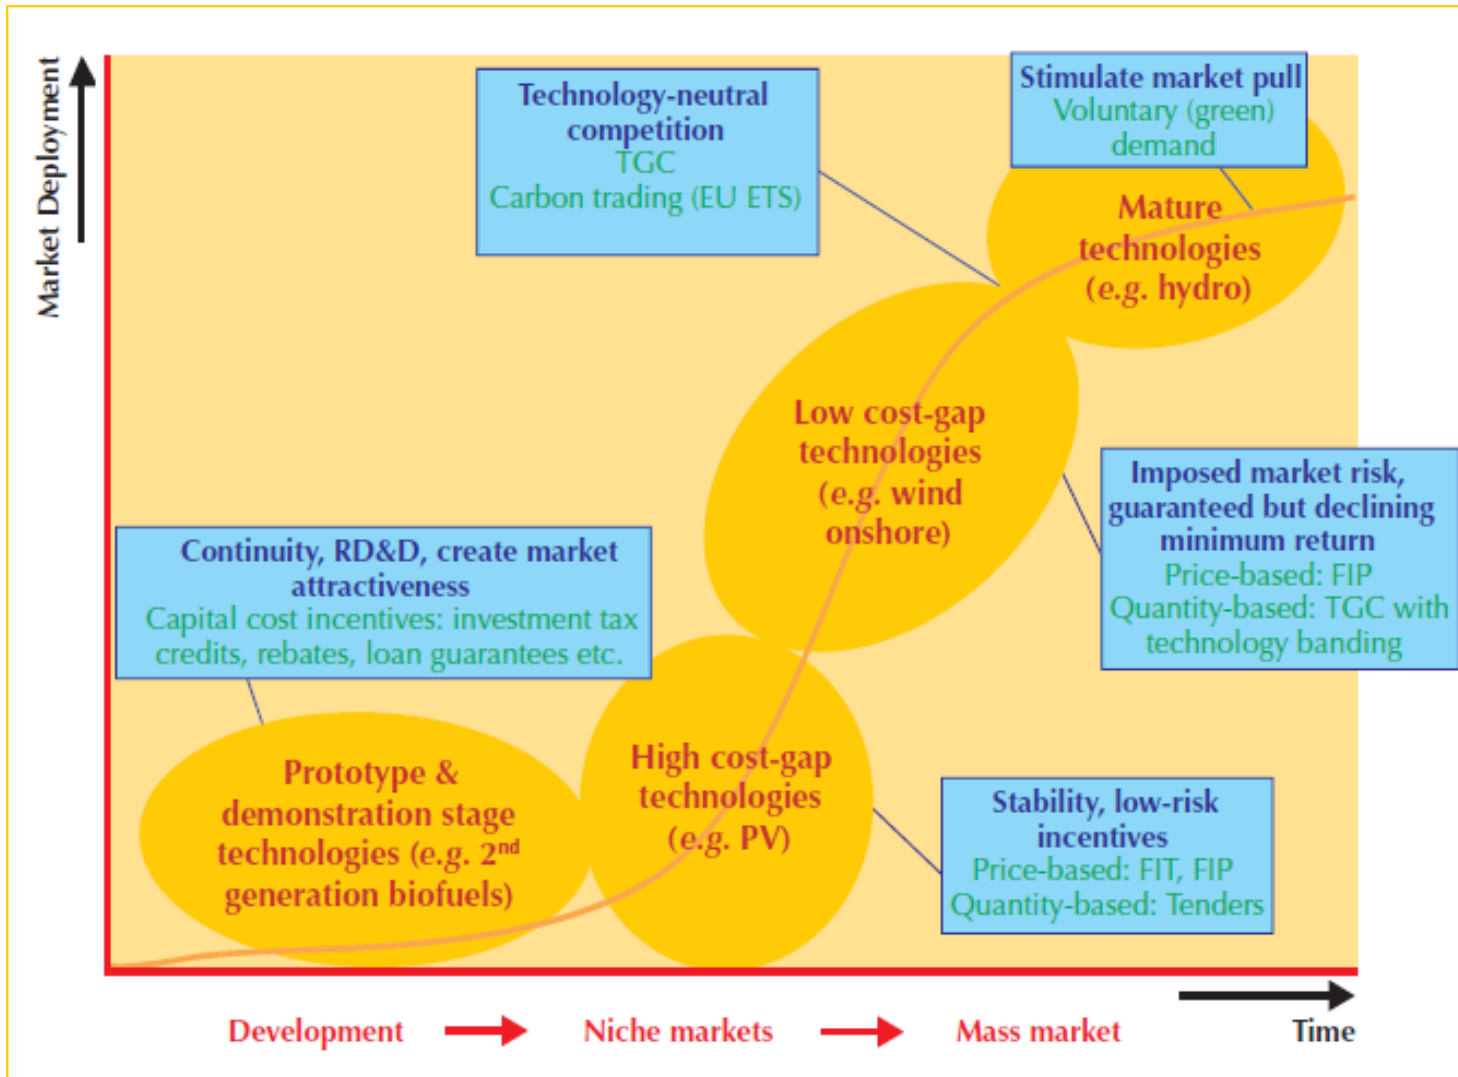 Market Deployment
Technology-neutral
competition
TGC
Carbon trading (EU ETS)
Stimulate market pull
Voluntary (green)
demand
Mature
technologies
(e.g. hydro)
Low cost-gap
technologies
(e.g. wind
onshore)
Imposed market risk,
guaranteed but declining
minimum return
Price-based: FIP
Quantity-based: TGC with
technology banding
Continuity, RD&D, create market
attractiveness
Capital cost incentives: investment tax
credits, rebates, loan guarantees etc.
Prototype &
demonstration stage
technologies (e.g. 2nd
generation biofuels)
High cost-gap
technologies
(e.g. PV)
Stability, low-risk
incentives
Price-based: FIT, FIP
Quantity-based: Tenders
Development
Niche markets
Mass market
Time